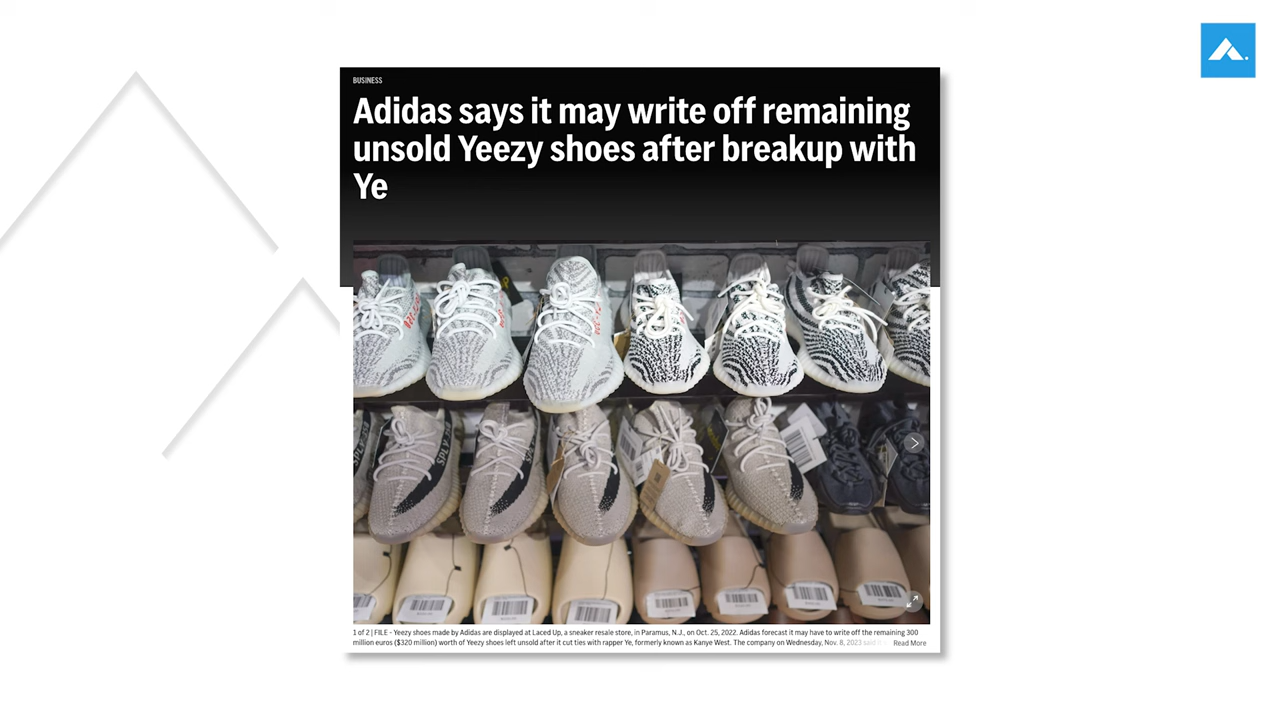 BUSINESS
Adidas says it may write off remaining
unsold Yeezy shoes after breakup with
Ye
SPLY
SPLY
1 of 2 | FILE - Yeezy shoes made by Adidas are displayed at Laced Up, a sneaker resale store, in Paramus, N.J., on Oct. 25, 2022. Adidas forecast it may have to write off the remaining 300
million euros ($320 million) worth of Yeezy shoes left unsold after it cut ties with rapper Ye, formerly known as Kanye West. The company on Wednesday, Nov. 8, 2023 said it Read More